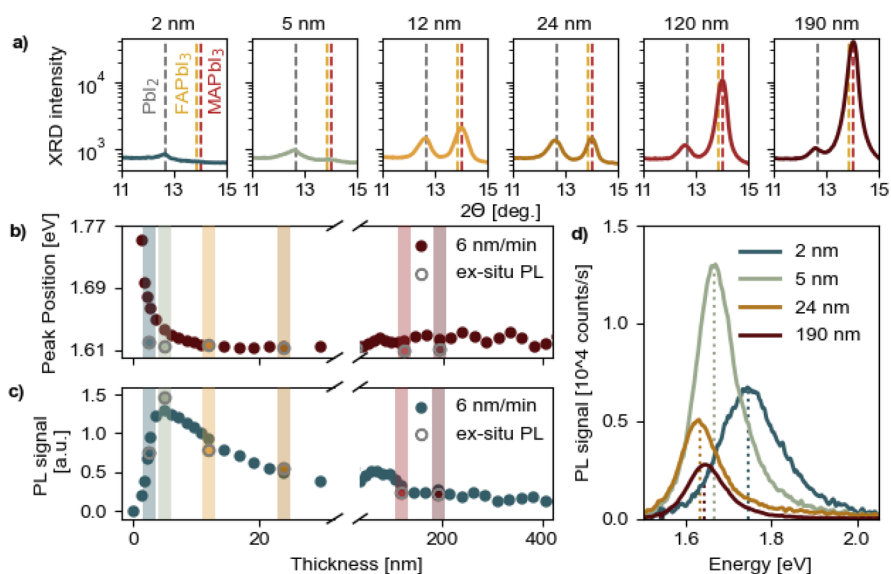 2 nm 5 nm 12 nm 24 nm 120 nm 190 nm
a)
XRD intensity
10^4
10^3
PbI₂
FAPbI₃
MAPbI₃
11 13 15 11 13 15 11 13 15 11 13 15 11 13 15 11 13 15
2Θ [deg.]
b)
Peak Position [eV]
1.77
1.69
1.61
6 nm/min
ex-situ PL
c)
PL signal
[a.u.]
1.5
1.0
0.5
0.0
6 nm/min
ex-situ PL
0 20 100 200 300 400
Thickness [nm]
d)
PL signal [10^4 counts/s]
1.5
1.0
0.5
0.0
2 nm
5 nm
24 nm
190 nm
1.6 1.8 2.0
Energy [eV]